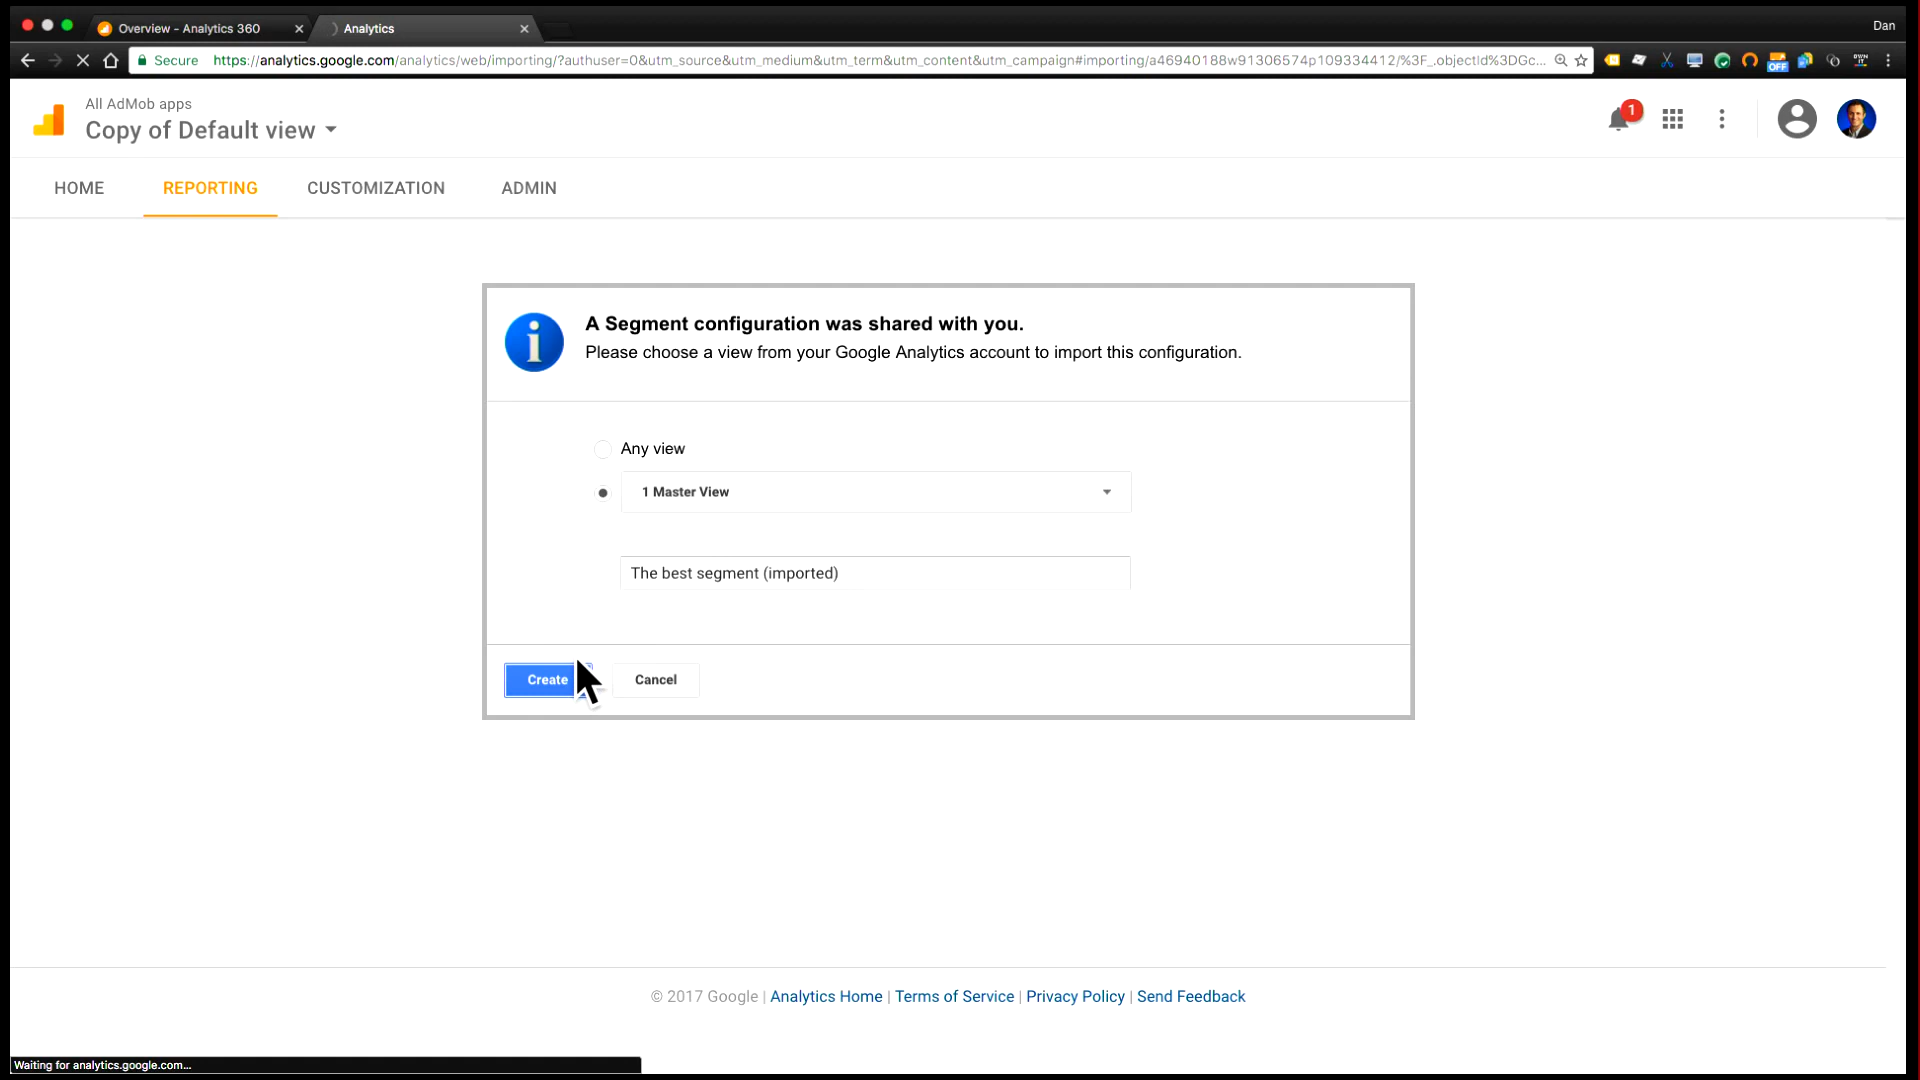 Overview - Analytics 360
Analytics
Dan
Secure https://analytics.google.com/analytics/web/importing/?authuser=0&utm_source&utm_medium&utm_term&utm_content&utm_campaign#importing/a46940188w91306574p109334412/%3F_.objectId%3DGc...
OFF
All AdMob apps
Copy of Default view
1
HOME REPORTING CUSTOMIZATION ADMIN
A Segment configuration was shared with you.
Please choose a view from your Google Analytics account to import this configuration.
Any view
1 Master View
The best segment (imported)
Create Cancel
© 2017 Google | Analytics Home | Terms of Service | Privacy Policy | Send Feedback
Waiting for analytics.google.com...